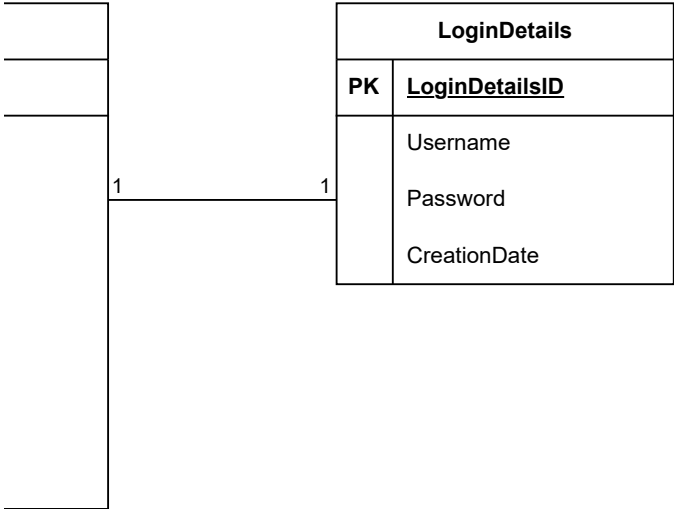 LoginDetails
PK LoginDetailsID
Username
1 1
Password
CreationDate